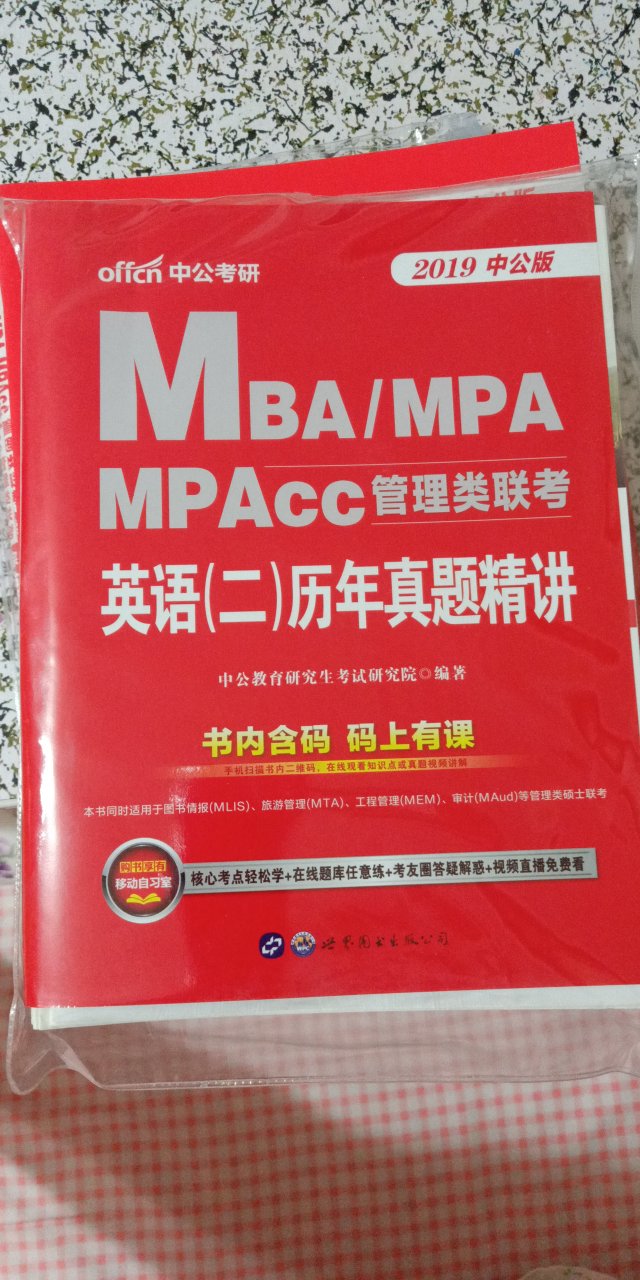 offcn 中公考研
2019 中公版
MBA/MPA
MPAcc 管理类联考
英语(二)历年真题精讲
中公教育研究生考试研究院◎编著
书内含码 码上有课
手机扫描书内二维码，在线观看知识点或真题视频讲解
本书同时适用于图书情报(MLIS)、旅游管理(MTA)、工程管理(MEM)、审计(MAud)等管理类硕士联考
购书享有
移动自习室
核心考点轻松学+在线题库任意练+考友圈答疑解惑+视频直播免费看
世界图书出版公司